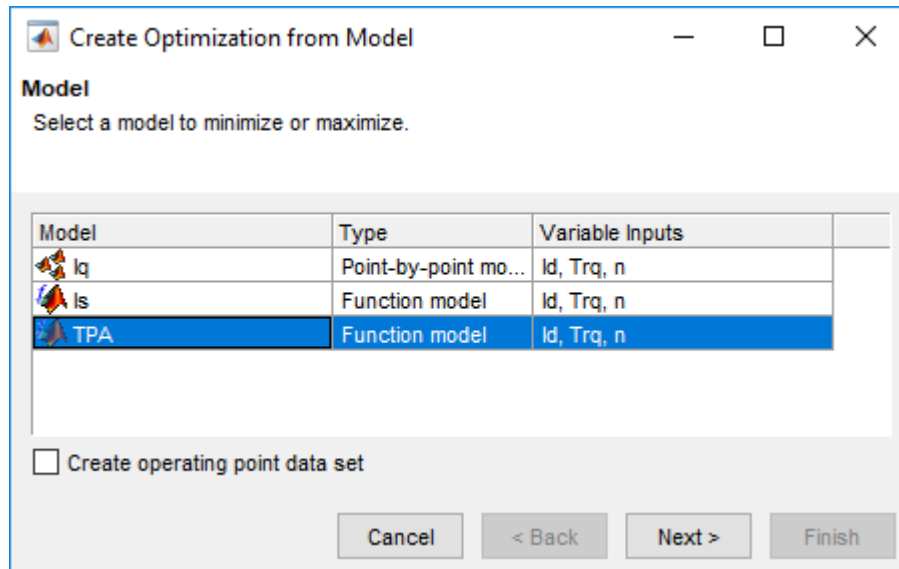 Create Optimization from Model
Model
Select a model to minimize or maximize.
Model Type Variable Inputs
Iq Point-by-point mo... Id, Trq, n
Is Function model Id, Trq, n
TPA Function model Id, Trq, n
Create operating point data set
Cancel < Back Next > Finish